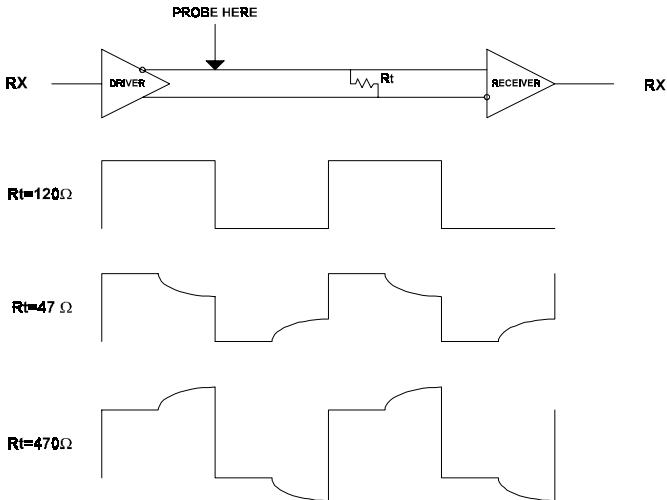 PROBE HERE
RX
DRIVER
Rt
RECEIVER
RX
Rt=120Ω
Rt=47 Ω
Rt=470Ω